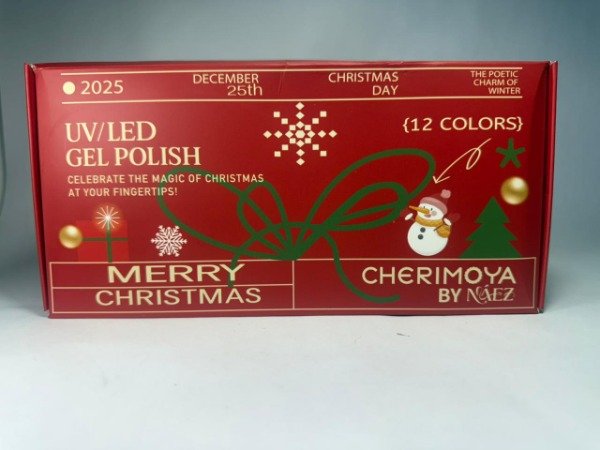 2025
DECEMBER
25th
CHRISTMAS
DAY
THE POETIC
CHARM OF
WINTER
UV/LED
GEL POLISH
CELEBRATE THE MAGIC OF CHRISTMAS
AT YOUR FINGERTIPS!
{12 COLORS}
MERRY
CHRISTMAS
CHERIMOYA
BY NÁEZ